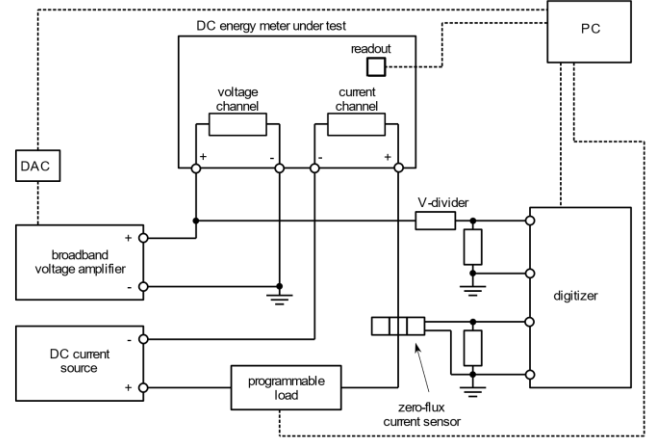 DC energy meter under test
PC
readout
voltage
channel
current
channel
+
-
-
+
DAC
V-divider
broadband
voltage amplifier
+
-
digitizer
DC current
source
-
+
programmable
load
zero-flux
current sensor